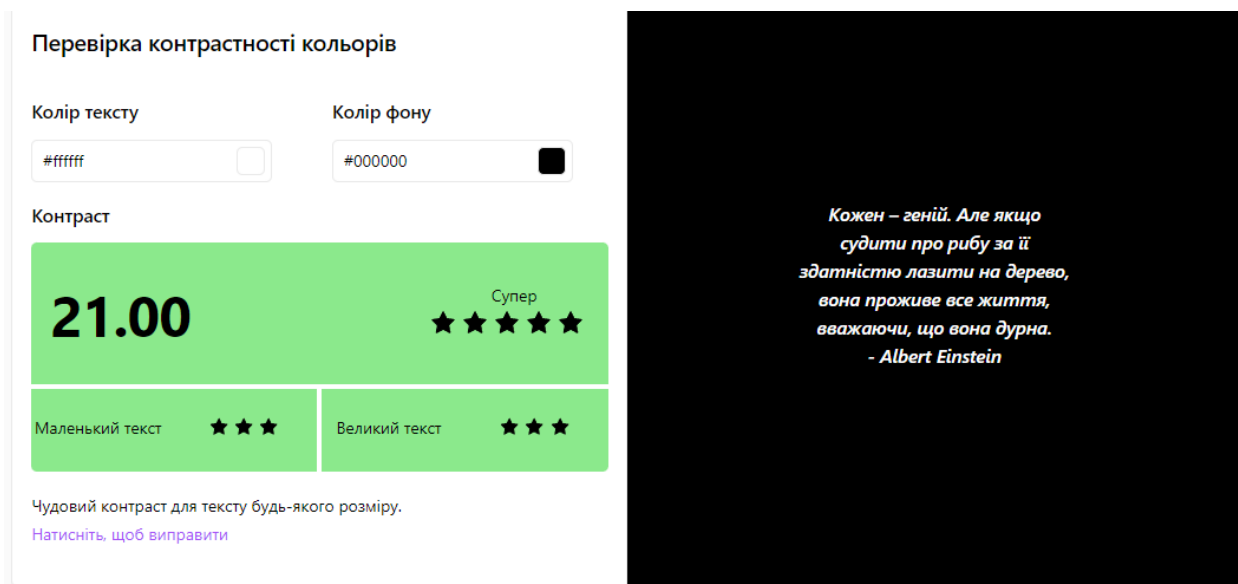 Перевірка контрастності кольорів
Колір тексту
Колір фону
#ffffff
#000000
Контраст
21.00
Супер
Маленький текст
Великий текст
Чудовий контраст для тексту будь-якого розміру.
Натисніть, щоб виправити
Кожен – геній. Але якщо
судити про рибу за її
здатністю лазити на дерево,
вона проживе все життя,
вважаючи, що вона дурна.
- Albert Einstein